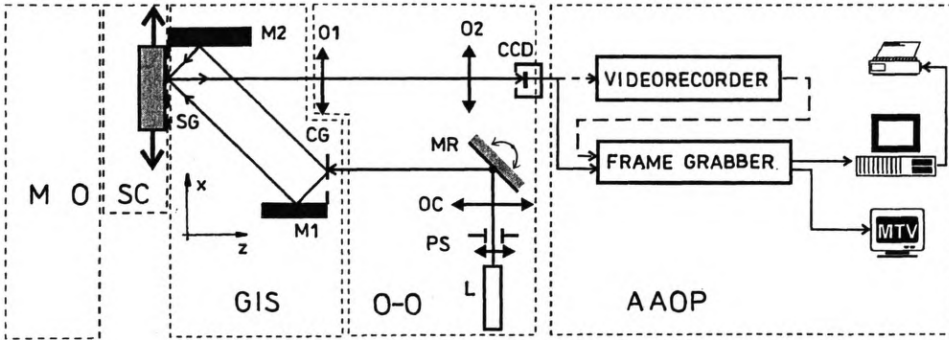 M2
O1
O2
CCD
VIDEORECORDER
SG
CG
MR
FRAME GRABBER
M O
SC
x
z
M1
OC
PS
L
MTV
GIS
O-O
AAOP